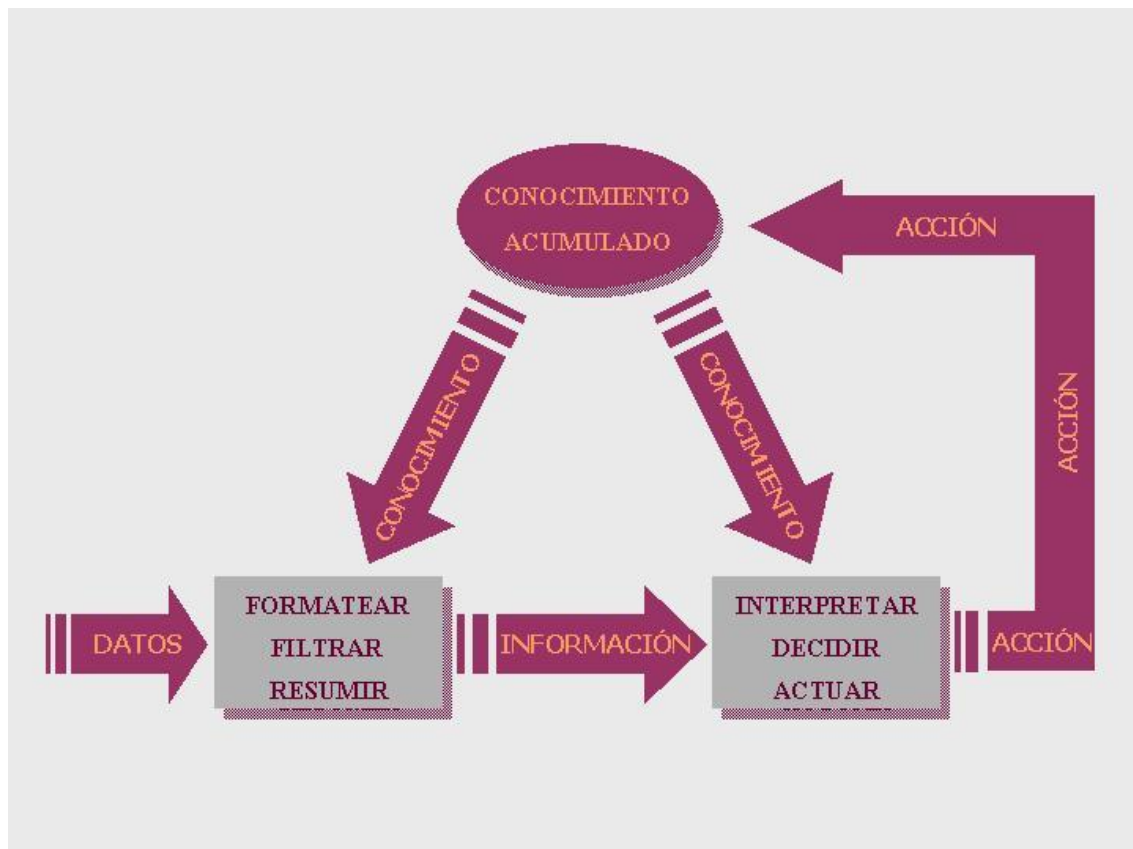 CONOCIMIENTO
ACUMULADO
ACCIÓN
ACCIÓN
CONOCIMIENTO
CONOCIMIENTO
DATOS
FORMATEAR
FILTRAR
RESUMIR
INFORMACIÓN
INTERPRETAR
DECIDIR
ACTUAR
ACCIÓN